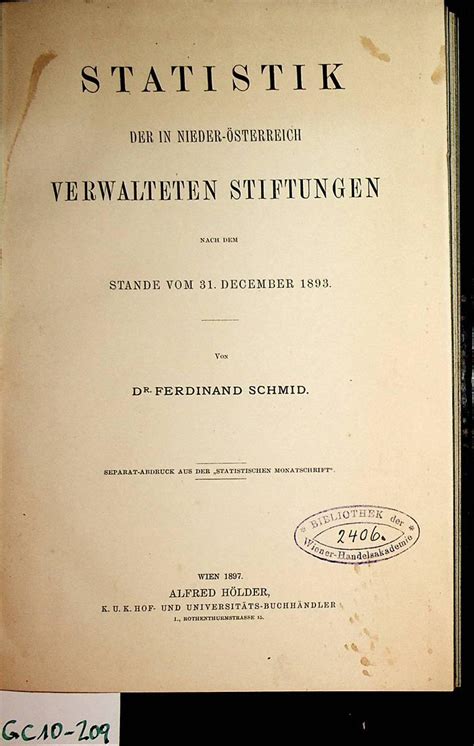 STATISTIK
DER IN NIEDER-ÖSTERREICH
VERWALTETEN STIFTUNGEN
NACH DEM
STANDE VOM 31. DECEMBER 1893.
VON
DR. FERDINAND SCHMID.
SEPARAT-ABDRUCK AUS DER „STATISTISCHEN MONATSCHRIFT“.
BIBLIOTHEK der
2406.
Wiener-Handelsakademie
WIEN 1897.
ALFRED HÖLDER,
K. U. K. HOF- UND UNIVERSITÄTS-BUCHHÄNDLER
I., ROTHENTHURMSTRASSE 15.
GC10-209